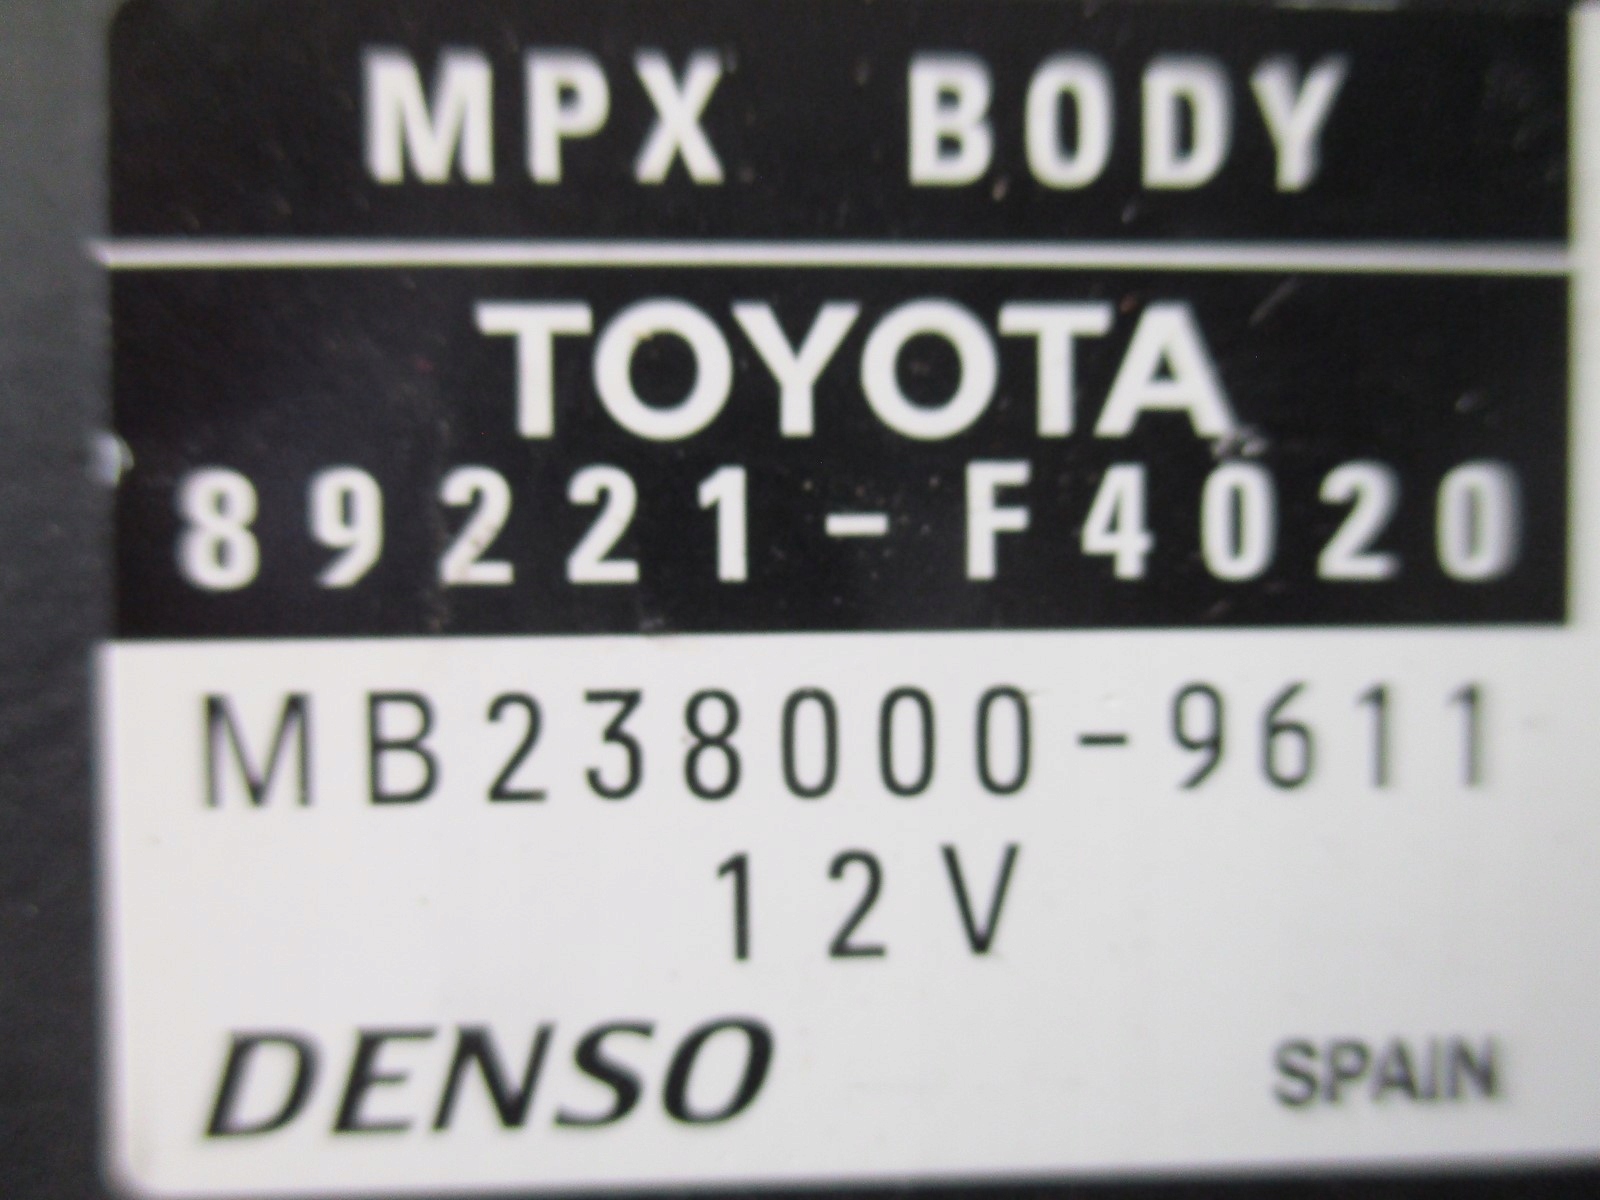 MPX BODY
TOYOTA
89221-F4020
MB238000-9611
12V
DENSO SPAIN